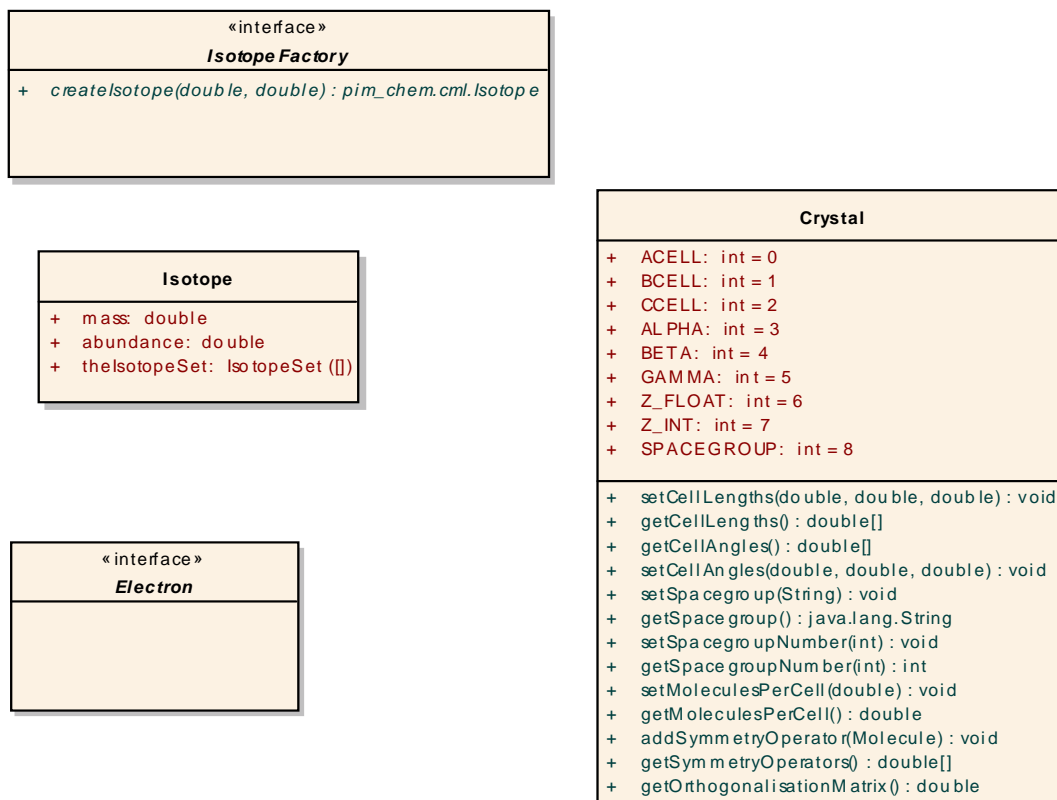 «interface»
Isotope Factory
+ createIsotope(double, double) : pim_chem.cml.Isotope
Isotope
+ mass: double
+ abundance: double
+ theIsotopeSet: IsotopeSet ([])
«interface»
Electron
Crystal
+ ACELL: int = 0
+ BCELL: int = 1
+ CCELL: int = 2
+ ALPHA: int = 3
+ BETA: int = 4
+ GAMMA: int = 5
+ Z_FLOAT: int = 6
+ Z_INT: int = 7
+ SPACEGROUP: int = 8
+ setCellLengths(double, double, double) : void
+ getCellLengths() : double[]
+ getCellAngles() : double[]
+ setCellAngles(double, double, double) : void
+ setSpacegroup(String) : void
+ getSpacegroup() : java.lang.String
+ setSpacegroupNumber(int) : void
+ getSpacegroupNumber(int) : int
+ setMoleculesPerCell(double) : void
+ getMoleculesPerCell() : double
+ addSymmetryOperator(Molecule) : void
+ getSymmetryOperators() : double[]
+ getOrthogonalisationMatrix() : double